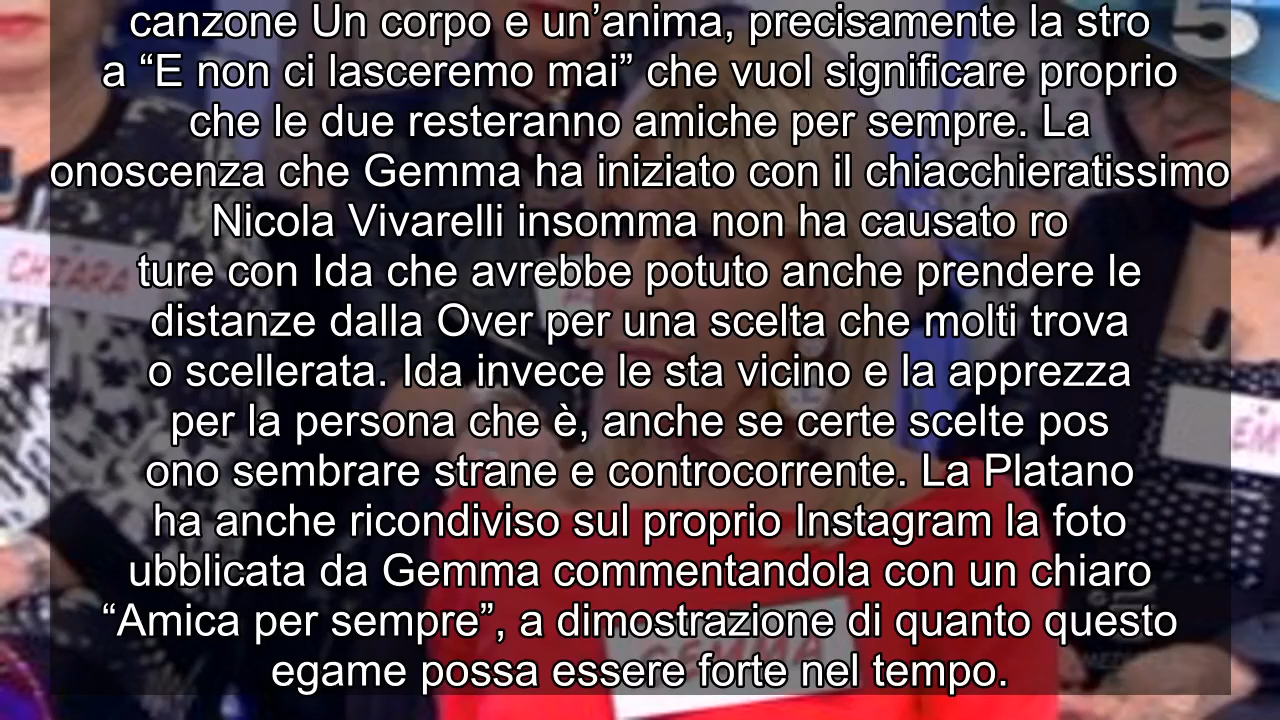 canzone Un corpo e un’anima, precisamente la stro
a “E non ci lasceremo mai” che vuol significare proprio
che le due resteranno amiche per sempre. La
onoscenza che Gemma ha iniziato con il chiacchieratissimo
Nicola Vivarelli insomma non ha causato ro
ture con Ida che avrebbe potuto anche prendere le
distanze dalla Over per una scelta che molti trova
o scellerata. Ida invece le sta vicino e la apprezza
per la persona che è, anche se certe scelte pos
ono sembrare strane e controcorrente. La Platano
ha anche ricondiviso sul proprio Instagram la foto
ubblicata da Gemma commentandola con un chiaro
“Amica per sempre”, a dimostrazione di quanto questo
egame possa essere forte nel tempo.
5
CHIARA
GEMMA